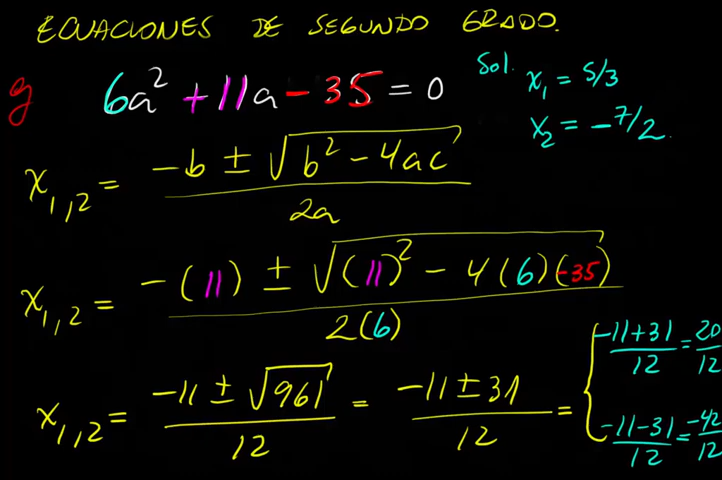 ECUACIONES DE SEGUNDO GRADO.
g 6a² + 11a - 35 = 0
Sol. x₁ = 5/3
x₂ = -7/2.
x₁,₂ = (-b ± √(b² - 4ac)) / 2a
x₁,₂ = (-(11) ± √((11)² - 4(6)(-35))) / 2(6)
x₁,₂ = (-11 ± √961) / 12 = (-11 ± 31) / 12 = {
(-11+31) / 12 = 20/12
(-11-31) / 12 = -42/12